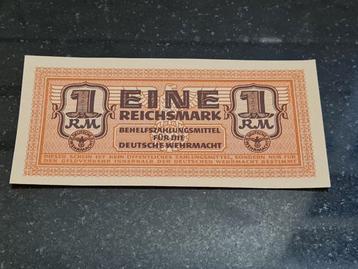 1 EINE 1
RM REICHSMARK RM
BEHELFSZAHLUNGSMITTEL
FÜR DIE
DEUTSCHE WEHRMACHT
DIESER SCHEIN IST KEIN ÖFFENTLICHES ZAHLUNGSMITTEL, SONDERN NUR FÜR
DEN GELDVERKEHR INNERHALB DER DEUTSCHEN WEHRMACHT BESTIMMT